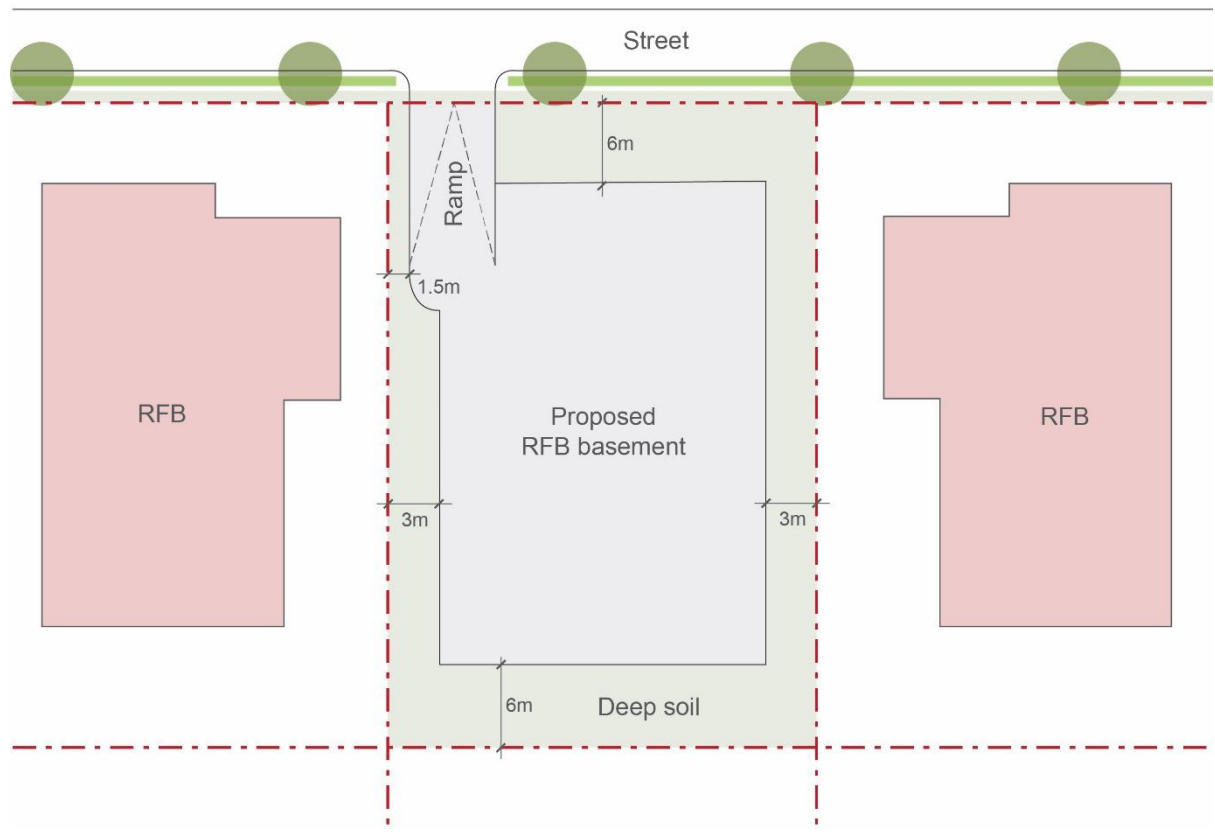 Street
6m
Ramp
1.5m
RFB
Proposed
RFB basement
RFB
3m
3m
6m
Deep soil